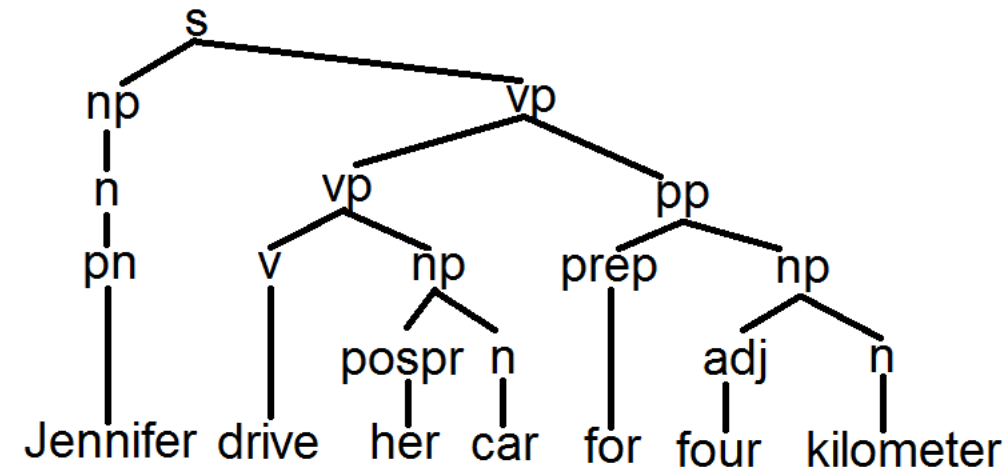 s
np vp
n vp pp
pn v np prep np
pospr n adj n
Jennifer drive her car for four kilometer